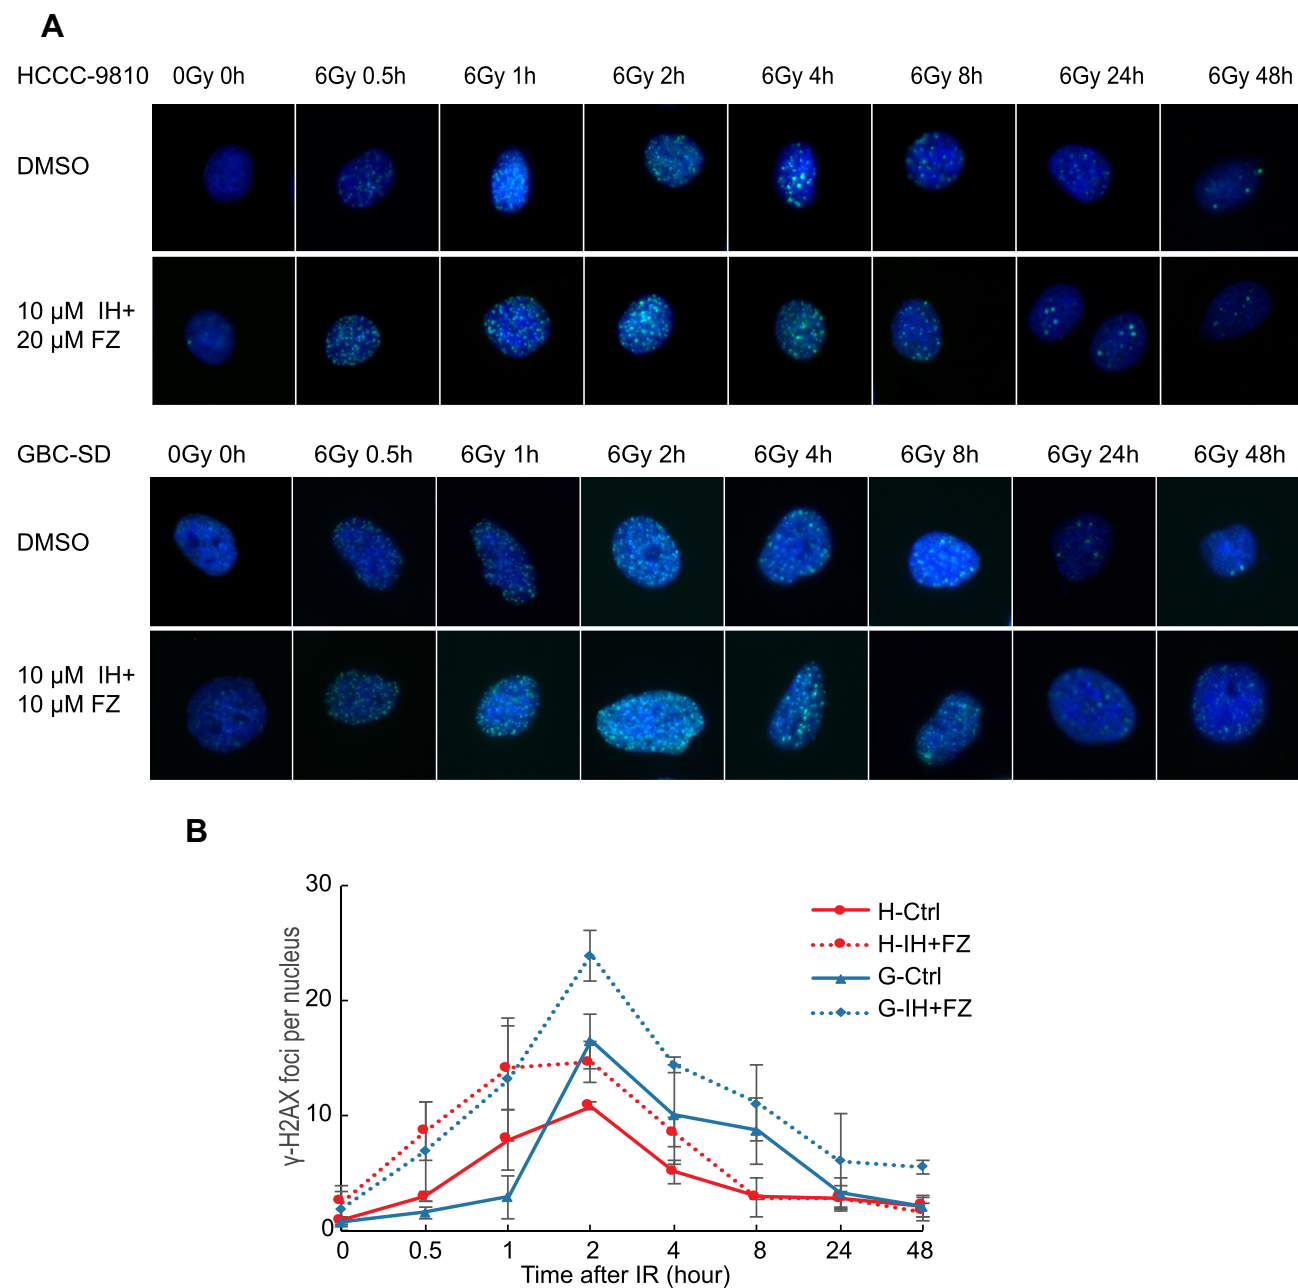 A
HCCC-9810 0Gy 0h 6Gy 0.5h 6Gy 1h 6Gy 2h 6Gy 4h 6Gy 8h 6Gy 24h 6Gy 48h
DMSO
10 μM IH+
20 μM FZ
GBC-SD 0Gy 0h 6Gy 0.5h 6Gy 1h 6Gy 2h 6Gy 4h 6Gy 8h 6Gy 24h 6Gy 48h
DMSO
10 μM IH+
10 μM FZ
B
γ-H2AX foci per nucleus
30
20
10
0
H-Ctrl
H-IH+FZ
G-Ctrl
G-IH+FZ
0 0.5 1 2 4 8 24 48
Time after IR (hour)